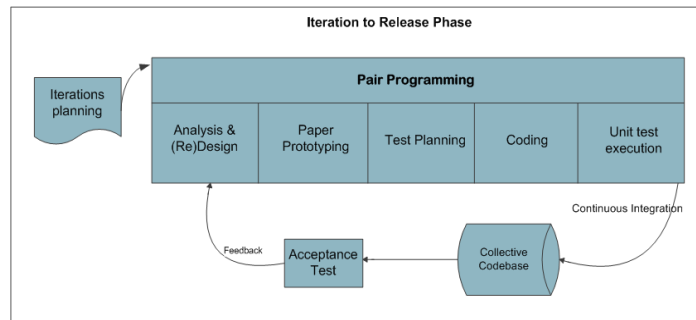 Iteration to Release Phase
Iterations
planning
Pair Programming
Analysis &
(Re)Design
Paper
Prototyping
Test Planning
Coding
Unit test
execution
Continuous Integration
Feedback
Acceptance
Test
Collective
Codebase